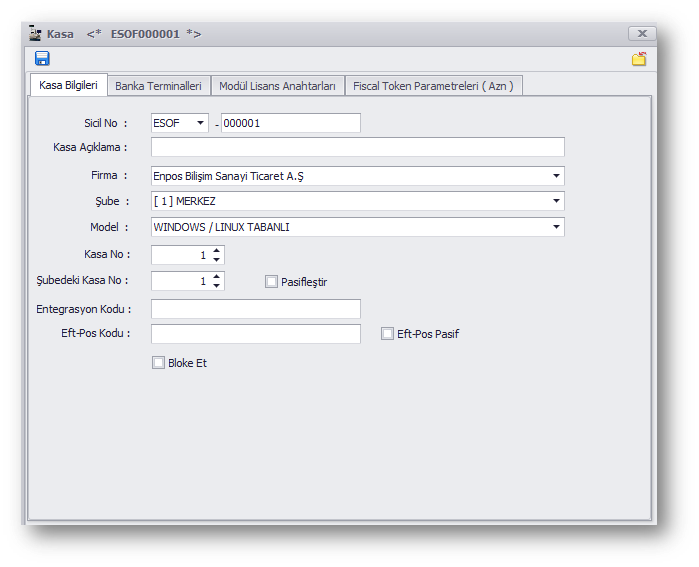 Kasa <* ESOF000001 *>
Kasa Bilgileri Banka Terminalleri Modül Lisans Anahtarları Fiscal Token Parametreleri ( Azn )
Sicil No : ESOF - 000001
Kasa Açıklama :
Firma : Enpos Bilişim Sanayi Ticaret A.Ş
Şube : [ 1 ] MERKEZ
Model : WINDOWS / LINUX TABANLI
Kasa No : 1
Şubedeki Kasa No : 1 Pasifleştir
Entegrasyon Kodu :
Eft-Pos Kodu : Eft-Pos Pasif
Bloke Et